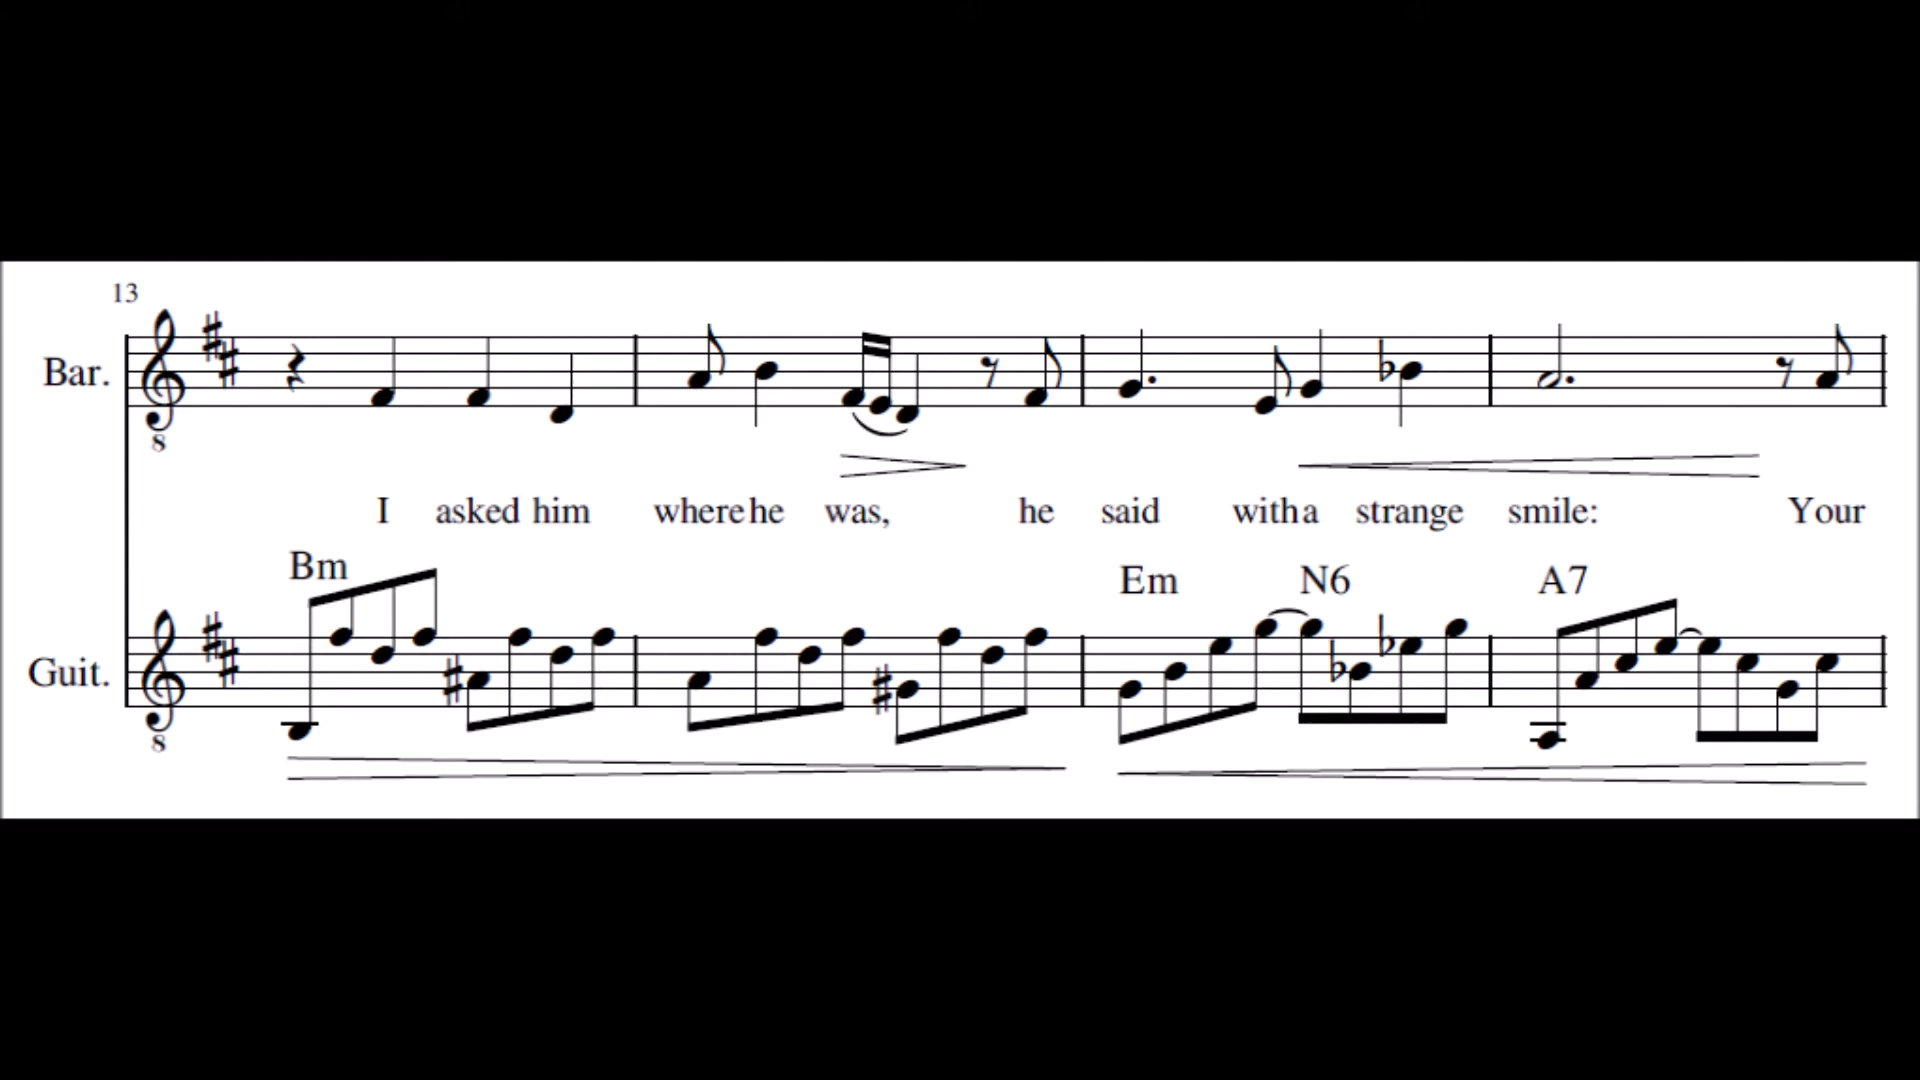 13
Bar.
8
I asked him where he was, he said with a strange smile: Your
Bm Em N6 A7
Guit.
8